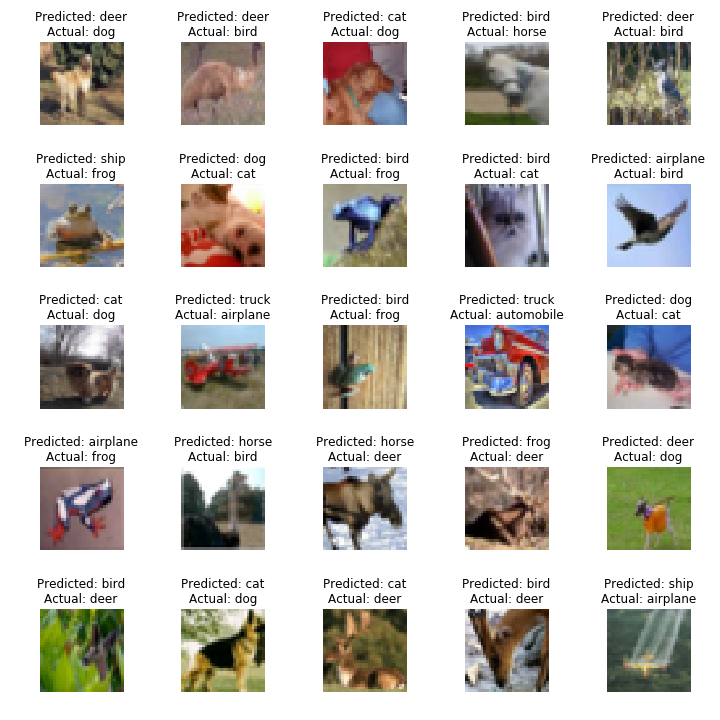 Predicted: deer
Actual: dog
Predicted: deer
Actual: bird
Predicted: cat
Actual: dog
Predicted: bird
Actual: horse
Predicted: deer
Actual: bird
Predicted: ship
Actual: frog
Predicted: dog
Actual: cat
Predicted: bird
Actual: frog
Predicted: bird
Actual: cat
Predicted: airplane
Actual: bird
Predicted: cat
Actual: dog
Predicted: truck
Actual: airplane
Predicted: bird
Actual: frog
Predicted: truck
Actual: automobile
Predicted: dog
Actual: cat
Predicted: airplane
Actual: frog
Predicted: horse
Actual: bird
Predicted: horse
Actual: deer
Predicted: frog
Actual: deer
Predicted: deer
Actual: dog
Predicted: bird
Actual: deer
Predicted: cat
Actual: dog
Predicted: cat
Actual: deer
Predicted: bird
Actual: deer
Predicted: ship
Actual: airplane